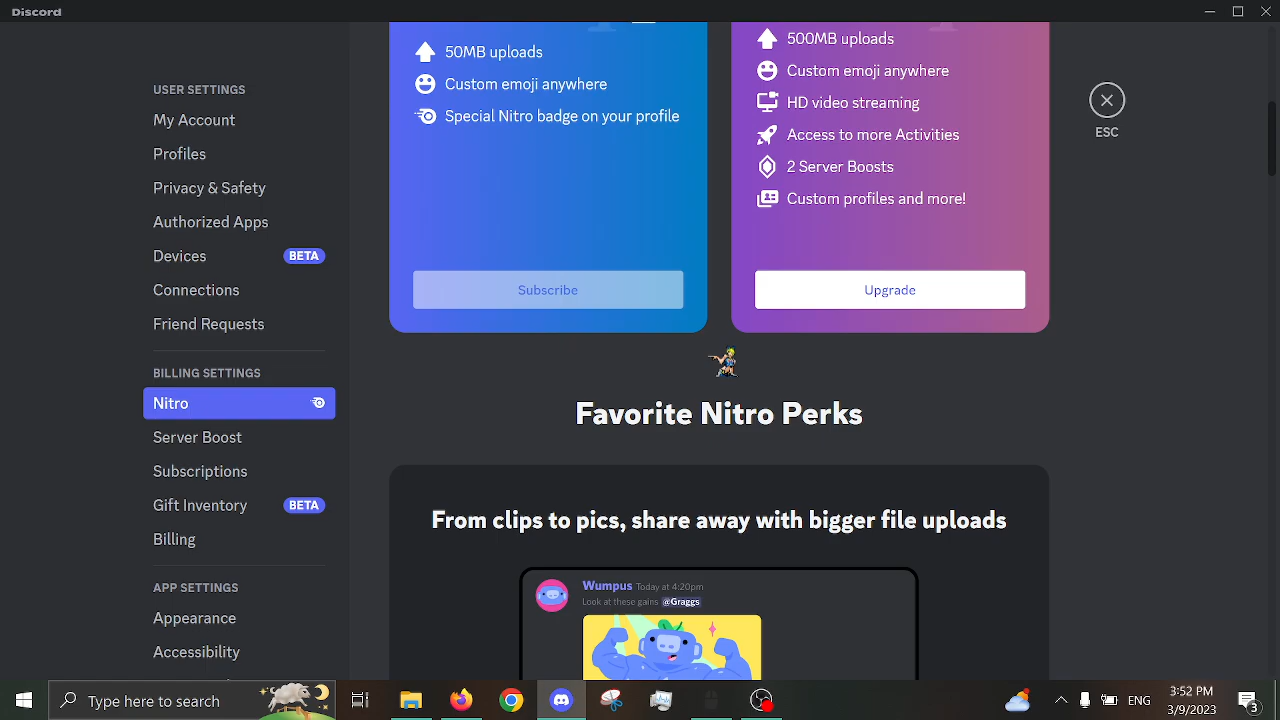 Discord
USER SETTINGS
My Account
Profiles
Privacy & Safety
Authorized Apps
Devices BETA
Connections
Friend Requests
BILLING SETTINGS
Nitro
Server Boost
Subscriptions
Gift Inventory BETA
Billing
APP SETTINGS
Appearance
Accessibility
50MB uploads
Custom emoji anywhere
Special Nitro badge on your profile
Subscribe
500MB uploads
Custom emoji anywhere
HD video streaming
Access to more Activities
2 Server Boosts
Custom profiles and more!
Upgrade
ESC
Favorite Nitro Perks
From clips to pics, share away with bigger file uploads
Wumpus Today at 4:20pm
Look at these gains @Graggs
Type here to search
ENG
3:52 PM
3/9/2023
3